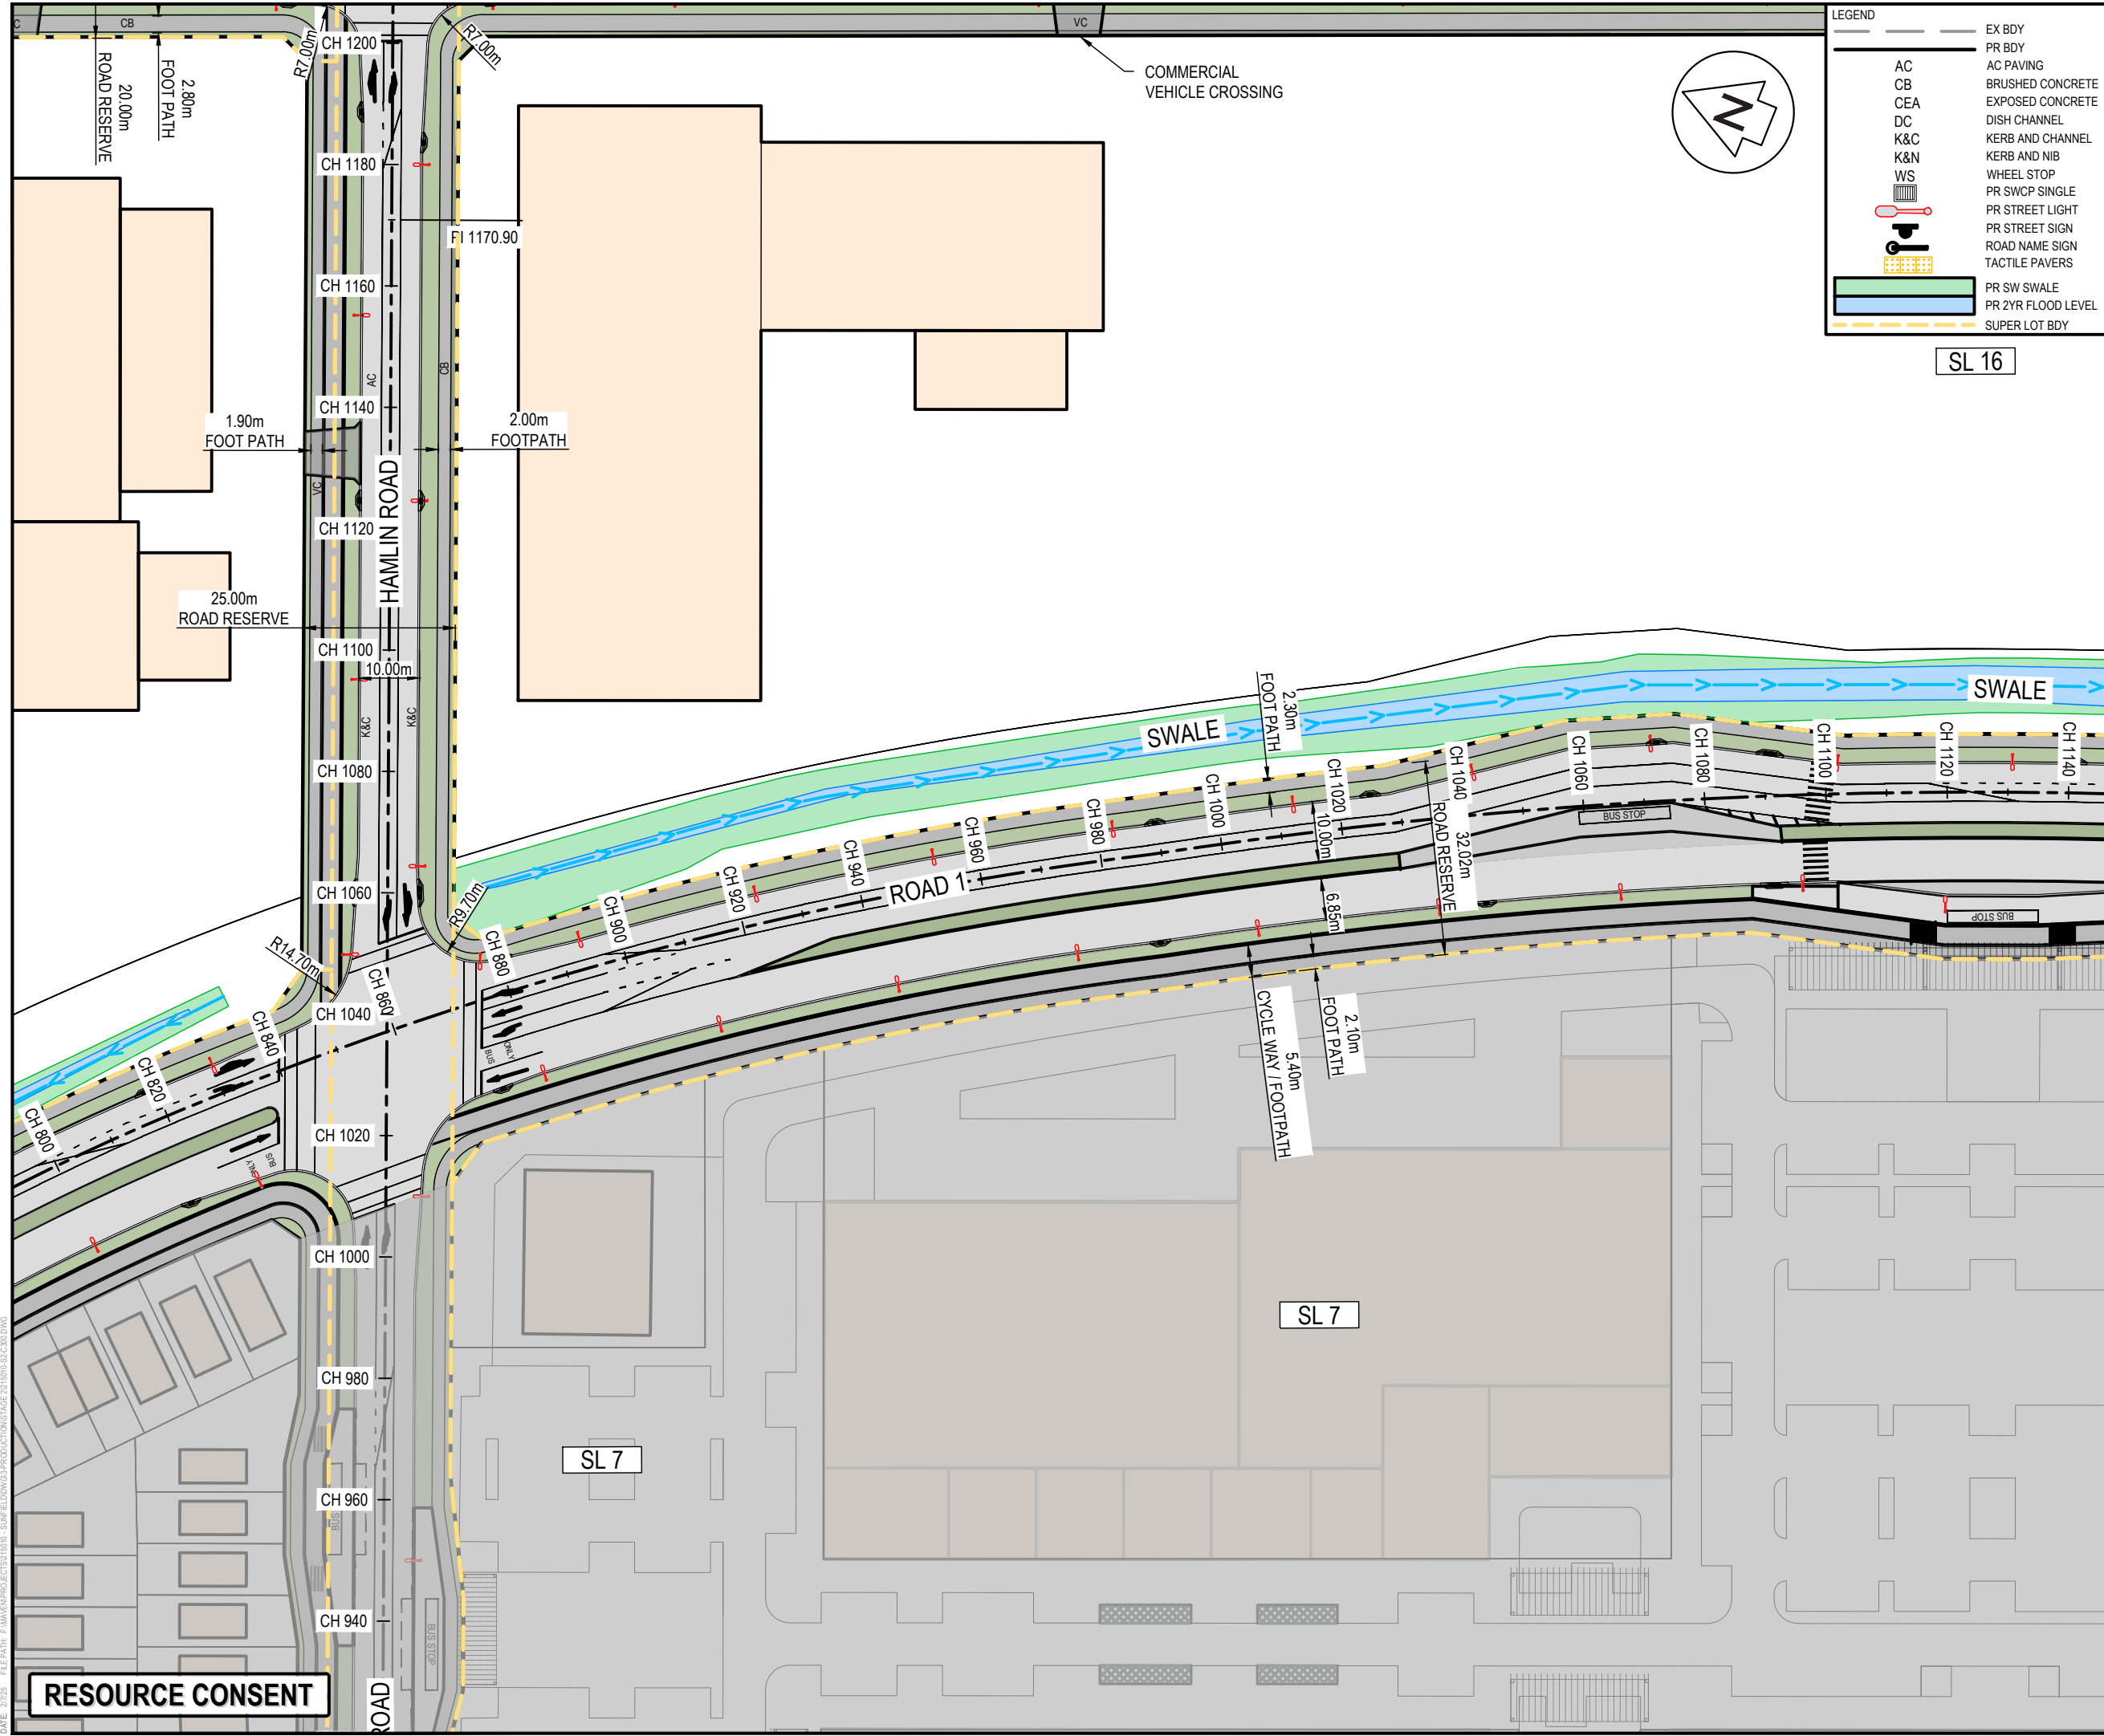 C
CB
VC
R7.00m
R7.00m
20.00m
ROAD RESERVE
2.80m
FOOT PATH
COMMERCIAL
VEHICLE CROSSING
N
LEGEND
EX BDY
PR BDY
AC AC PAVING
CB BRUSHED CONCRETE
CEA EXPOSED CONCRETE
DC DISH CHANNEL
K&C KERB AND CHANNEL
K&N KERB AND NIB
WS WHEEL STOP
PR SWCP SINGLE
PR STREET LIGHT
PR STREET SIGN
ROAD NAME SIGN
TACTILE PAVERS
PR SW SWALE
PR 2YR FLOOD LEVEL
SUPER LOT BDY
SL 16
CH 1200
CH 1180
PI 1170.90
CH 1160
AC
CB
CH 1140
1.90m
FOOT PATH
2.00m
FOOTPATH
VC
CH 1120
HAMLIN ROAD
25.00m
ROAD RESERVE
CH 1100
10.00m
K&C
K&C
CH 1080
CH 1060
R9.70m
R14.70m
CH 1040
CH 1020
CH 1000
CH 980
CH 960
CH 940
SWALE
SWALE
2.30m
FOOT PATH
CH 800
CH 820
CH 840
CH 860
CH 880
CH 900
CH 920
CH 940
CH 960
CH 980
CH 1000
CH 1020
CH 1040
CH 1060
CH 1080
CH 1100
CH 1120
CH 1140
ROAD 1
10.00m
32.02m
ROAD RESERVE
BUS STOP
BUS STOP
6.85m
2.10m
FOOT PATH
5.40m
CYCLE WAY / FOOTPATH
BUS
ONLY
BUS
ONLY
SL 7
SL 7
BUS
BUS STOP
ROAD
RESOURCE CONSENT